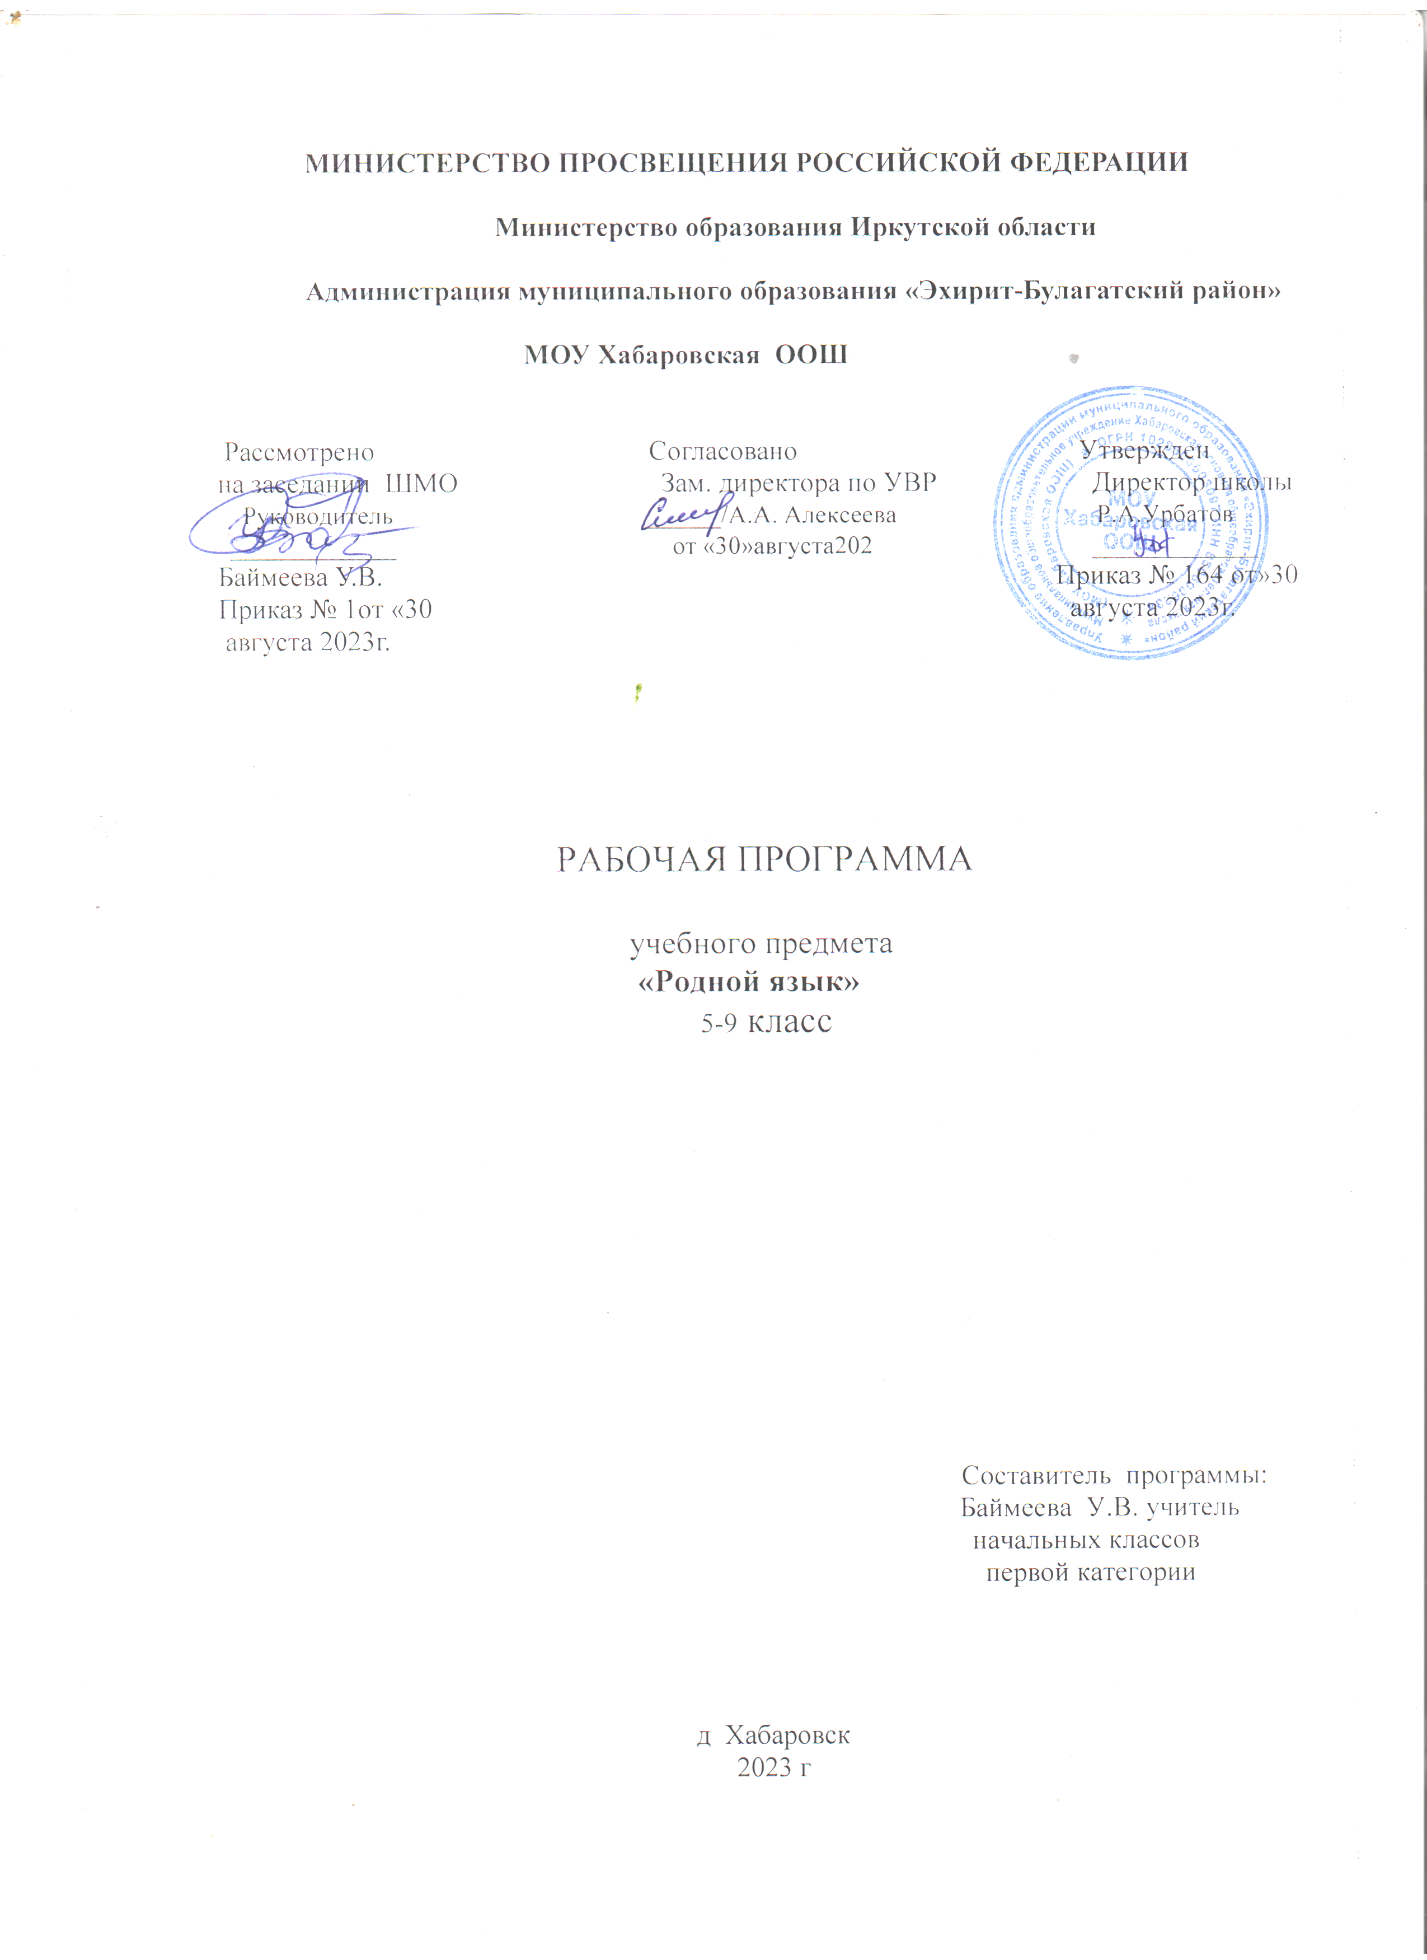 МИНИСТЕРСТВО ПРОСВЕЩЕНИЯ РОССИЙСКОЙ ФЕДЕРАЦИИ
Министерство образования Иркутской области
Администрация муниципального образования «Эхирит-Булагатский район»
МОУ Хабаровская ООШ
Рассмотрено
на заседании ШМО
Руководитель
Баймеева У.В.
Приказ № 1от «30
августа 2023г.
Согласовано
Зам. директора по УВР
/А.А. Алексеева
от «30»августа202
Утвержден
Директор школы
Р.А.Урбатов
Приказ № 164 от»30
августа 2023г.
МОУ
Хабаровская
ООШ
РАБОЧАЯ ПРОГРАММА
учебного предмета
«Родной язык»
5-9 класс
Составитель программы:
Баймеева У.В. учитель
начальных классов
первой категории
д Хабаровск
2023 г